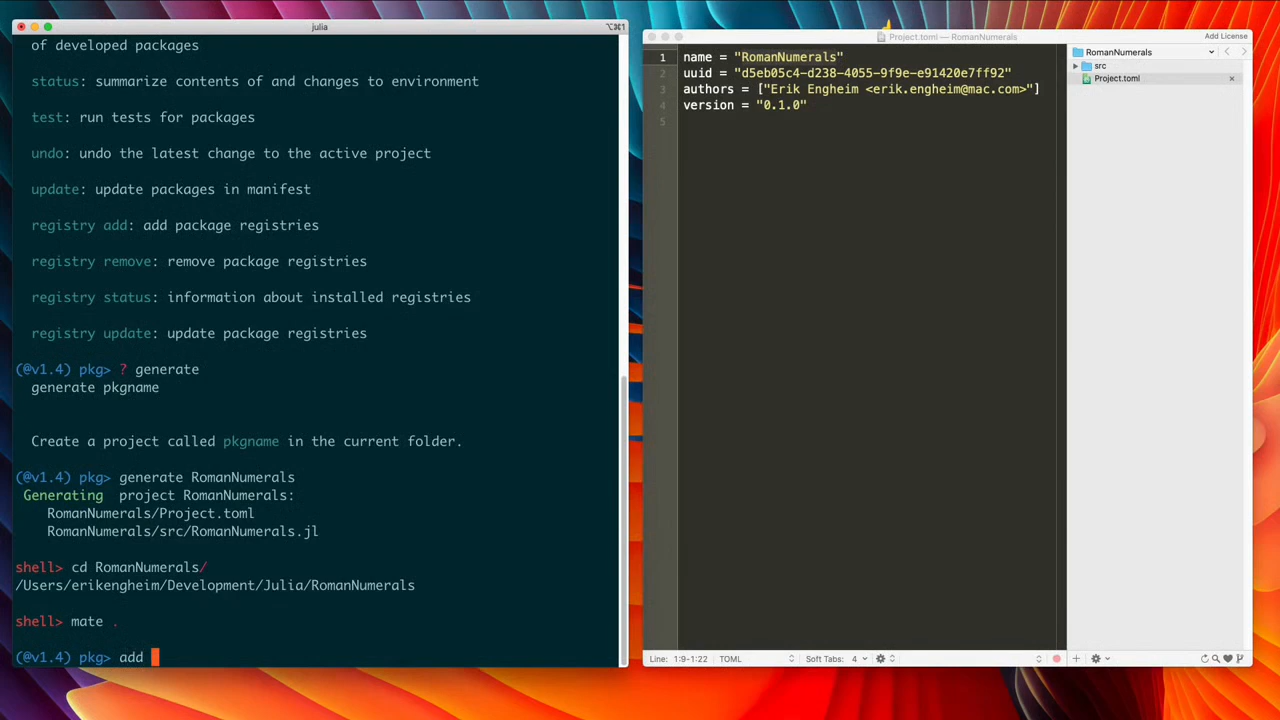 julia
⌥⌘1
of developed packages
status: summarize contents of and changes to environment
test: run tests for packages
undo: undo the latest change to the active project
update: update packages in manifest
registry add: add package registries
registry remove: remove package registries
registry status: information about installed registries
registry update: update package registries
(@v1.4) pkg> ? generate
generate pkgname
Create a project called pkgname in the current folder.
(@v1.4) pkg> generate RomanNumerals
Generating project RomanNumerals:
RomanNumerals/Project.toml
RomanNumerals/src/RomanNumerals.jl
shell> cd RomanNumerals/
/Users/erikengheim/Development/Julia/RomanNumerals
shell> mate .
(@v1.4) pkg> add
Project.toml — RomanNumerals
Add License
1 name = "RomanNumerals"
2 uuid = "d5eb05c4-d238-4055-9f9e-e91420e7ff92"
3 authors = ["Erik Engheim <erik.engheim@mac.com>"]
4 version = "0.1.0"
5
RomanNumerals
src
Project.toml
Line: 1:9-1:22 TOML Soft Tabs: 4